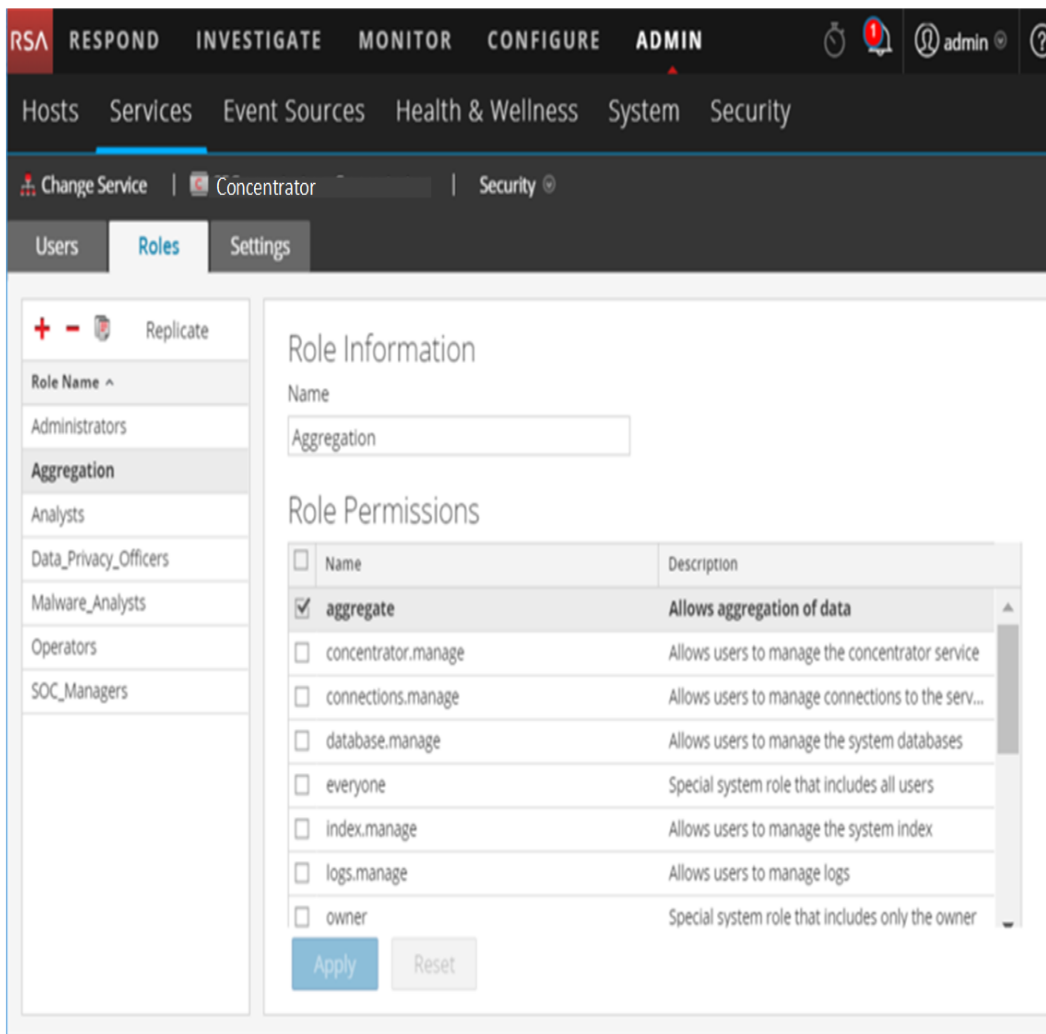 RSA RESPOND INVESTIGATE MONITOR CONFIGURE ADMIN 1 admin ?
Hosts Services Event Sources Health & Wellness System Security
Change Service | C Concentrator | Security
Users Roles Settings
Replicate
Role Name
Administrators
Aggregation
Analysts
Data_Privacy_Officers
Malware_Analysts
Operators
SOC_Managers
Role Information
Name
Aggregation
Role Permissions
Name Description
aggregate Allows aggregation of data
concentrator.manage Allows users to manage the concentrator service
connections.manage Allows users to manage connections to the serv...
database.manage Allows users to manage the system databases
everyone Special system role that includes all users
index.manage Allows users to manage the system index
logs.manage Allows users to manage logs
owner Special system role that includes only the owner
Apply Reset